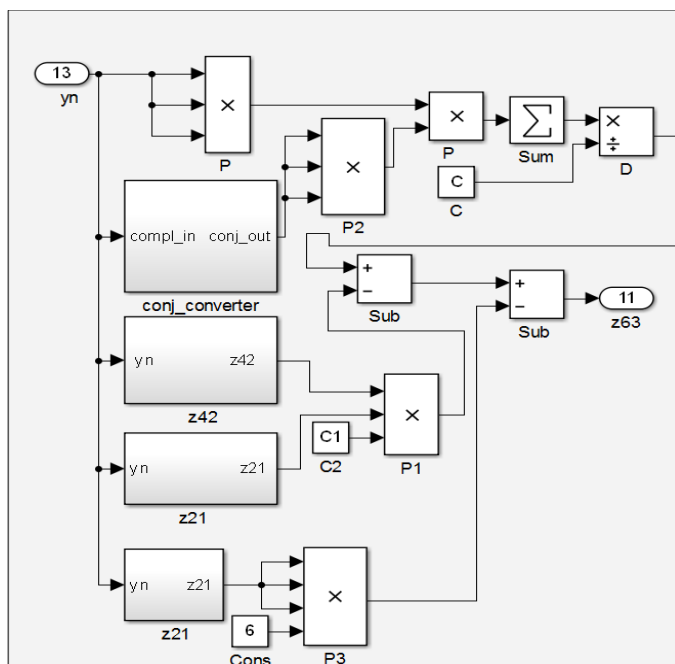 13
yn
×
P
×
P2
×
P
Σ
Sum
C
C
×
÷
D
compl_in conj_out
conj_converter
+
−
Sub
+
−
Sub
11
z63
yn z42
z42
C1
C2
×
P1
yn z21
z21
yn z21
z21
6
Cons
×
P3